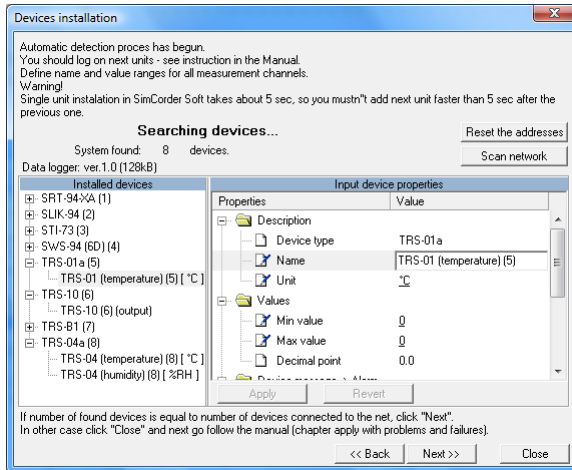 Devices installation
Automatic detection proces has begun.
You should log on next units - see instruction in the Manual.
Define name and value ranges for all measurement channels.
Warning!
Single unit instalation in SimCorder Soft takes about 5 sec, so you mustn"t add next unit faster than 5 sec after the
previous one.
Searching devices...
Reset the addresses
System found: 8 devices.
Scan network
Data logger: ver.1.0 (128kB)
Installed devices
SRT-94-XA (1)
SLIK-94 (2)
STI-73 (3)
SWS-94 (6D) (4)
TRS-01a (5)
TRS-01 (temperature) (5) [ °C ]
TRS-10 (6)
TRS-10 (6) (output)
TRS-B1 (7)
TRS-04a (8)
TRS-04 (temperature) (8) [ °C ]
TRS-04 (humidity) (8) [ %RH ]
Input device properties
Properties Value
Description
Device type TRS-01a
Name TRS-01 (temperature) (5)
Unit °C
Values
Min value 0
Max value 0
Decimal point 0.0
Apply Revert
If number of found devices is equal to number of devices connected to the net, click "Next".
In other case click "Close" and next go follow the manual (chapter apply with problems and failures).
<< Back Next >> Close